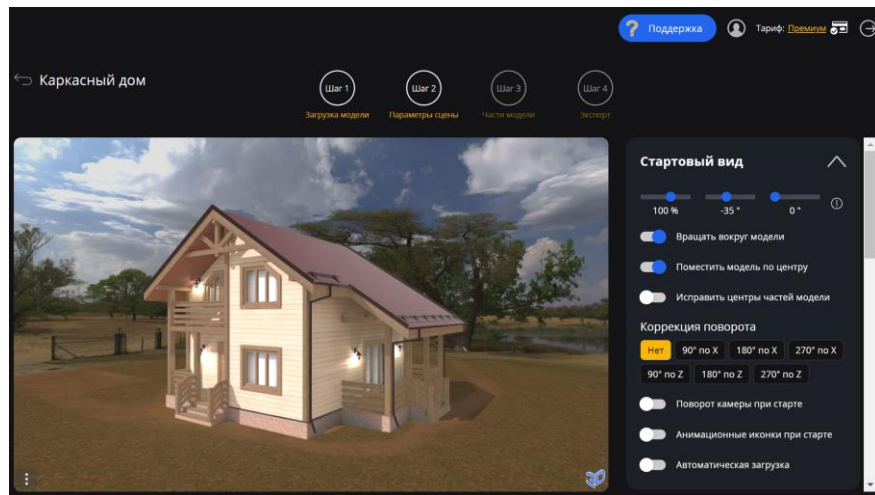 ? Поддержка
Тариф: Премиум
Каркасный дом
Шаг 1
Шаг 2
Шаг 3
Шаг 4
Загрузка модели
Параметры сцены
Части модели
Экспорт
Стартовый вид
100 %
-35 °
0 °
Вращать вокруг модели
Поместить модель по центру
Исправить центры частей модели
Коррекция поворота
Нет 90° по X 180° по X 270° по X
90° по Z 180° по Z 270° по Z
Поворот камеры при старте
Анимационные иконки при старте
Автоматическая загрузка
3D